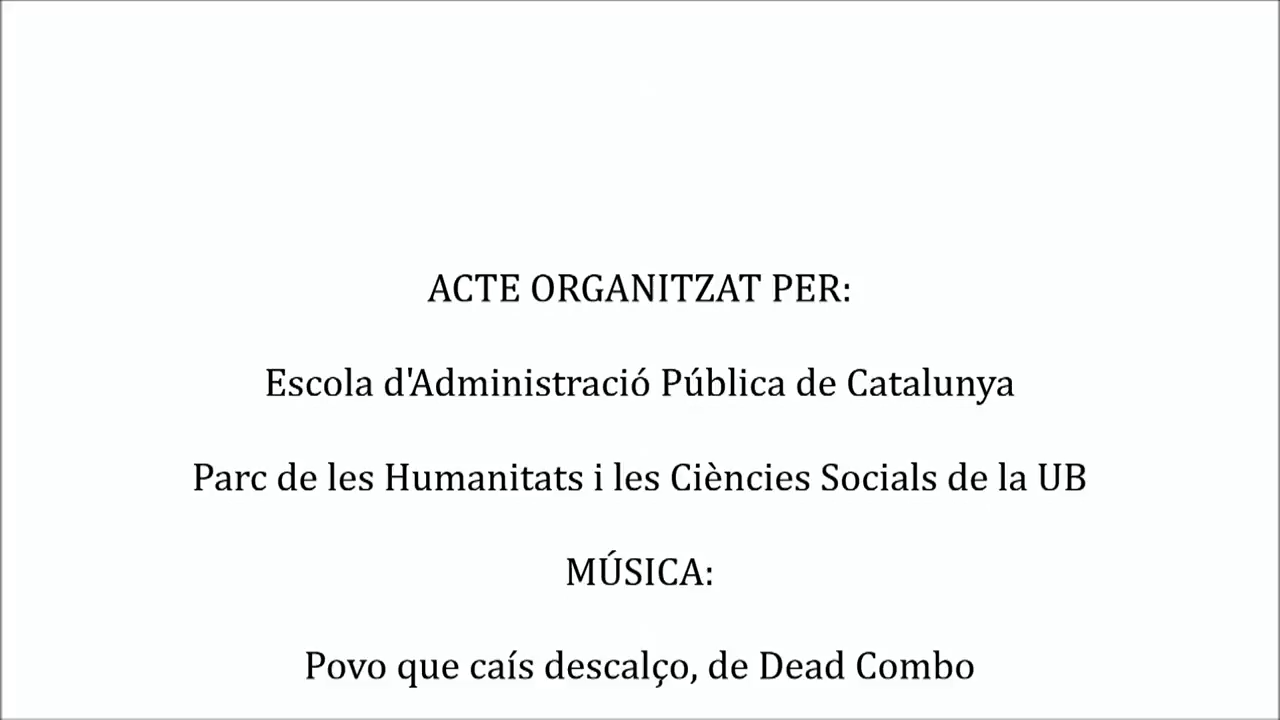 ACTE ORGANITZAT PER:
Escola d'Administració Pública de Catalunya
Parc de les Humanitats i les Ciències Socials de la UB
MÚSICA:
Povo que caís descalço, de Dead Combo